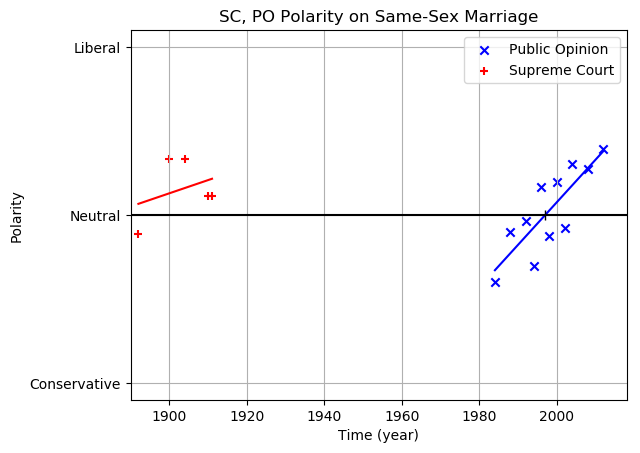 SC, PO Polarity on Same-Sex Marriage
Public Opinion
Supreme Court
Liberal
Neutral
Conservative
Polarity
1900 1920 1940 1960 1980 2000
Time (year)